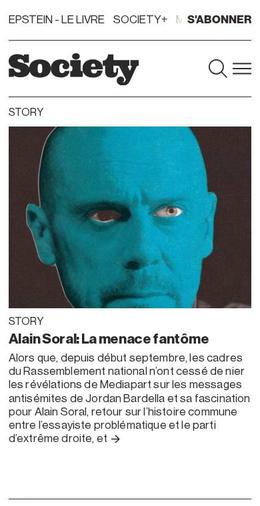 EPSTEIN - LE LIVRE SOCIETY+ S'ABONNER
Society
STORY
STORY
Alain Soral: La menace fantôme
Alors que, depuis début septembre, les cadres
du Rassemblement national n'ont cessé de nier
les révélations de Mediapart sur les messages
antisémites de Jordan Bardella et sa fascination
pour Alain Soral, retour sur l'histoire commune
entre l'essayiste problématique et le parti
d'extrême droite, et →